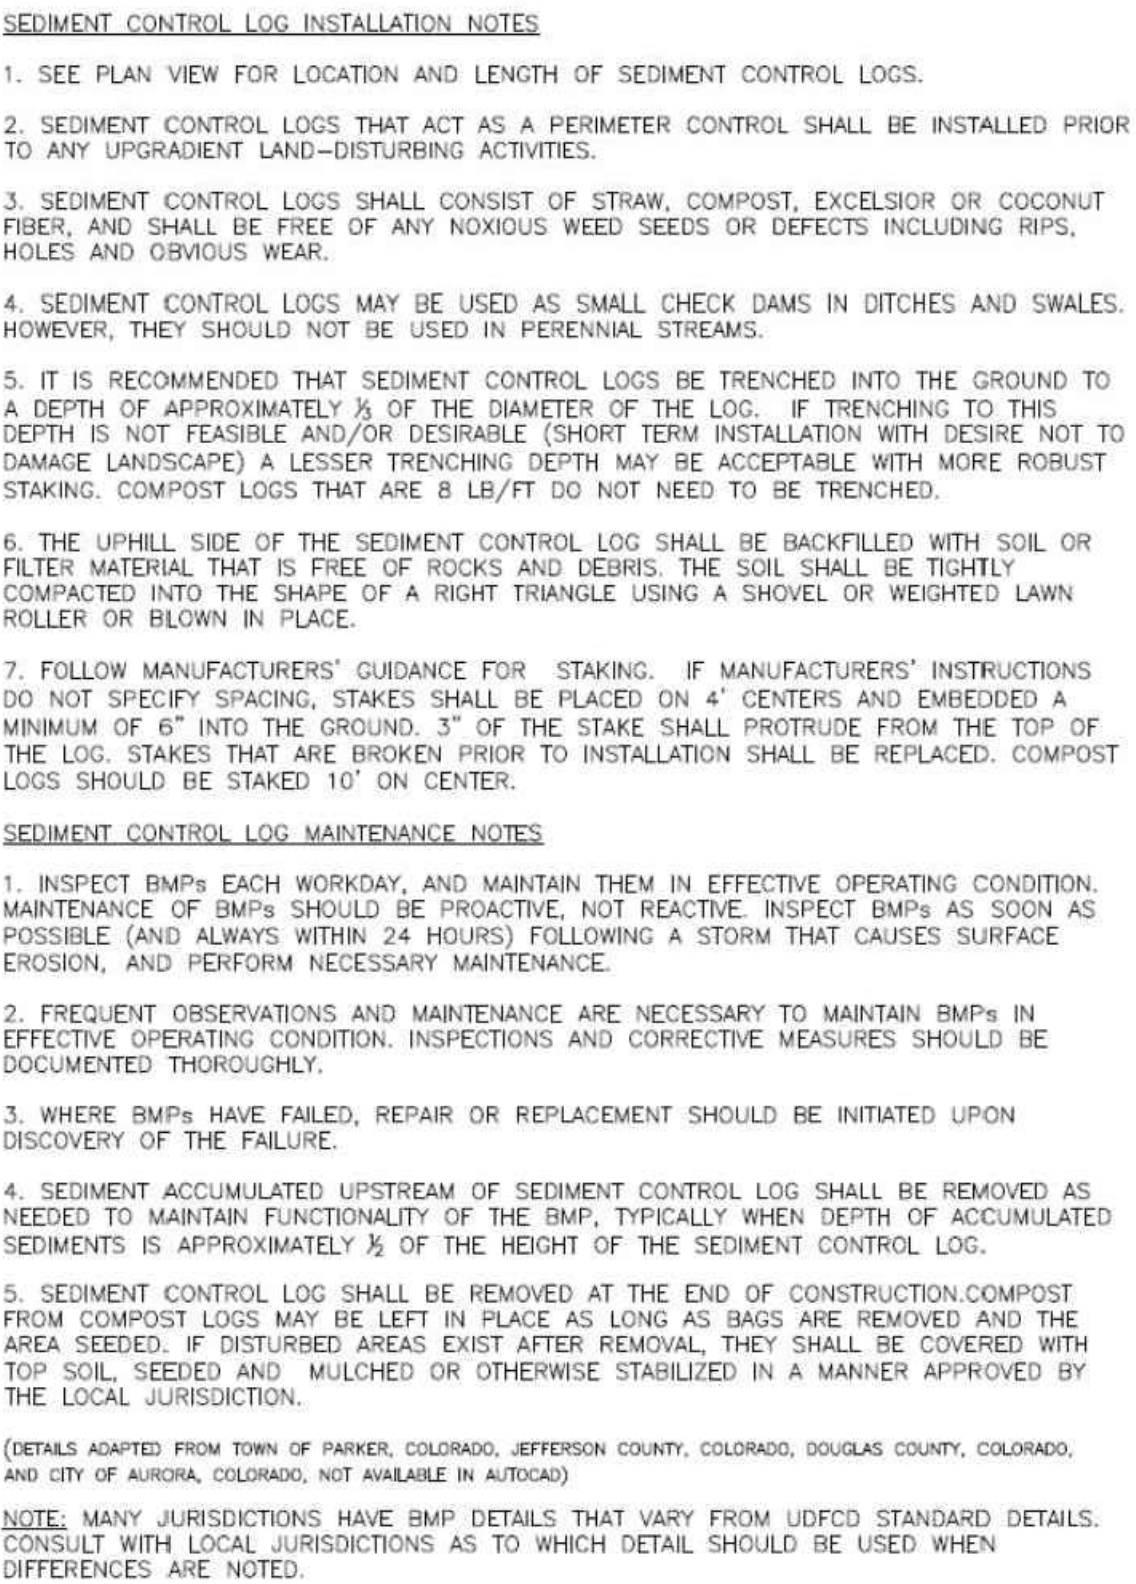 SEDIMENT CONTROL LOG INSTALLATION NOTES
1. SEE PLAN VIEW FOR LOCATION AND LENGTH OF SEDIMENT CONTROL LOGS.
2. SEDIMENT CONTROL LOGS THAT ACT AS A PERIMETER CONTROL SHALL BE INSTALLED PRIOR
TO ANY UPGRADIENT LAND-DISTURBING ACTIVITIES.
3. SEDIMENT CONTROL LOGS SHALL CONSIST OF STRAW, COMPOST, EXCELSIOR OR COCONUT
FIBER, AND SHALL BE FREE OF ANY NOXIOUS WEED SEEDS OR DEFECTS INCLUDING RIPS,
HOLES AND OBVIOUS WEAR.
4. SEDIMENT CONTROL LOGS MAY BE USED AS SMALL CHECK DAMS IN DITCHES AND SWALES.
HOWEVER, THEY SHOULD NOT BE USED IN PERENNIAL STREAMS.
5. IT IS RECOMMENDED THAT SEDIMENT CONTROL LOGS BE TRENCHED INTO THE GROUND TO
A DEPTH OF APPROXIMATELY ⅓ OF THE DIAMETER OF THE LOG. IF TRENCHING TO THIS
DEPTH IS NOT FEASIBLE AND/OR DESIRABLE (SHORT TERM INSTALLATION WITH DESIRE NOT TO
DAMAGE LANDSCAPE) A LESSER TRENCHING DEPTH MAY BE ACCEPTABLE WITH MORE ROBUST
STAKING. COMPOST LOGS THAT ARE 8 LB/FT DO NOT NEED TO BE TRENCHED.
6. THE UPHILL SIDE OF THE SEDIMENT CONTROL LOG SHALL BE BACKFILLED WITH SOIL OR
FILTER MATERIAL THAT IS FREE OF ROCKS AND DEBRIS. THE SOIL SHALL BE TIGHTLY
COMPACTED INTO THE SHAPE OF A RIGHT TRIANGLE USING A SHOVEL OR WEIGHTED LAWN
ROLLER OR BLOWN IN PLACE.
7. FOLLOW MANUFACTURERS' GUIDANCE FOR STAKING. IF MANUFACTURERS' INSTRUCTIONS
DO NOT SPECIFY SPACING, STAKES SHALL BE PLACED ON 4' CENTERS AND EMBEDDED A
MINIMUM OF 6" INTO THE GROUND. 3" OF THE STAKE SHALL PROTRUDE FROM THE TOP OF
THE LOG. STAKES THAT ARE BROKEN PRIOR TO INSTALLATION SHALL BE REPLACED. COMPOST
LOGS SHOULD BE STAKED 10' ON CENTER.
SEDIMENT CONTROL LOG MAINTENANCE NOTES
1. INSPECT BMPs EACH WORKDAY, AND MAINTAIN THEM IN EFFECTIVE OPERATING CONDITION.
MAINTENANCE OF BMPs SHOULD BE PROACTIVE, NOT REACTIVE. INSPECT BMPs AS SOON AS
POSSIBLE (AND ALWAYS WITHIN 24 HOURS) FOLLOWING A STORM THAT CAUSES SURFACE
EROSION, AND PERFORM NECESSARY MAINTENANCE.
2. FREQUENT OBSERVATIONS AND MAINTENANCE ARE NECESSARY TO MAINTAIN BMPs IN
EFFECTIVE OPERATING CONDITION. INSPECTIONS AND CORRECTIVE MEASURES SHOULD BE
DOCUMENTED THOROUGHLY.
3. WHERE BMPs HAVE FAILED, REPAIR OR REPLACEMENT SHOULD BE INITIATED UPON
DISCOVERY OF THE FAILURE.
4. SEDIMENT ACCUMULATED UPSTREAM OF SEDIMENT CONTROL LOG SHALL BE REMOVED AS
NEEDED TO MAINTAIN FUNCTIONALITY OF THE BMP, TYPICALLY WHEN DEPTH OF ACCUMULATED
SEDIMENTS IS APPROXIMATELY ½ OF THE HEIGHT OF THE SEDIMENT CONTROL LOG.
5. SEDIMENT CONTROL LOG SHALL BE REMOVED AT THE END OF CONSTRUCTION.COMPOST
FROM COMPOST LOGS MAY BE LEFT IN PLACE AS LONG AS BAGS ARE REMOVED AND THE
AREA SEEDED. IF DISTURBED AREAS EXIST AFTER REMOVAL, THEY SHALL BE COVERED WITH
TOP SOIL, SEEDED AND MULCHED OR OTHERWISE STABILIZED IN A MANNER APPROVED BY
THE LOCAL JURISDICTION.
(DETAILS ADAPTED FROM TOWN OF PARKER, COLORADO, JEFFERSON COUNTY, COLORADO, DOUGLAS COUNTY, COLORADO,
AND CITY OF AURORA, COLORADO, NOT AVAILABLE IN AUTOCAD)
NOTE: MANY JURISDICTIONS HAVE BMP DETAILS THAT VARY FROM UDFCD STANDARD DETAILS.
CONSULT WITH LOCAL JURISDICTIONS AS TO WHICH DETAIL SHOULD BE USED WHEN
DIFFERENCES ARE NOTED.